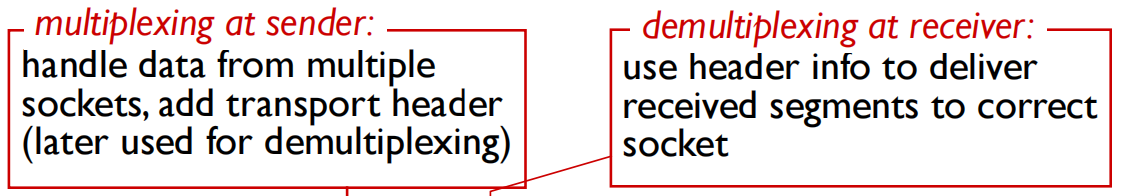 multiplexing at sender:
handle data from multiple
sockets, add transport header
(later used for demultiplexing)
demultiplexing at receiver:
use header info to deliver
received segments to correct
socket